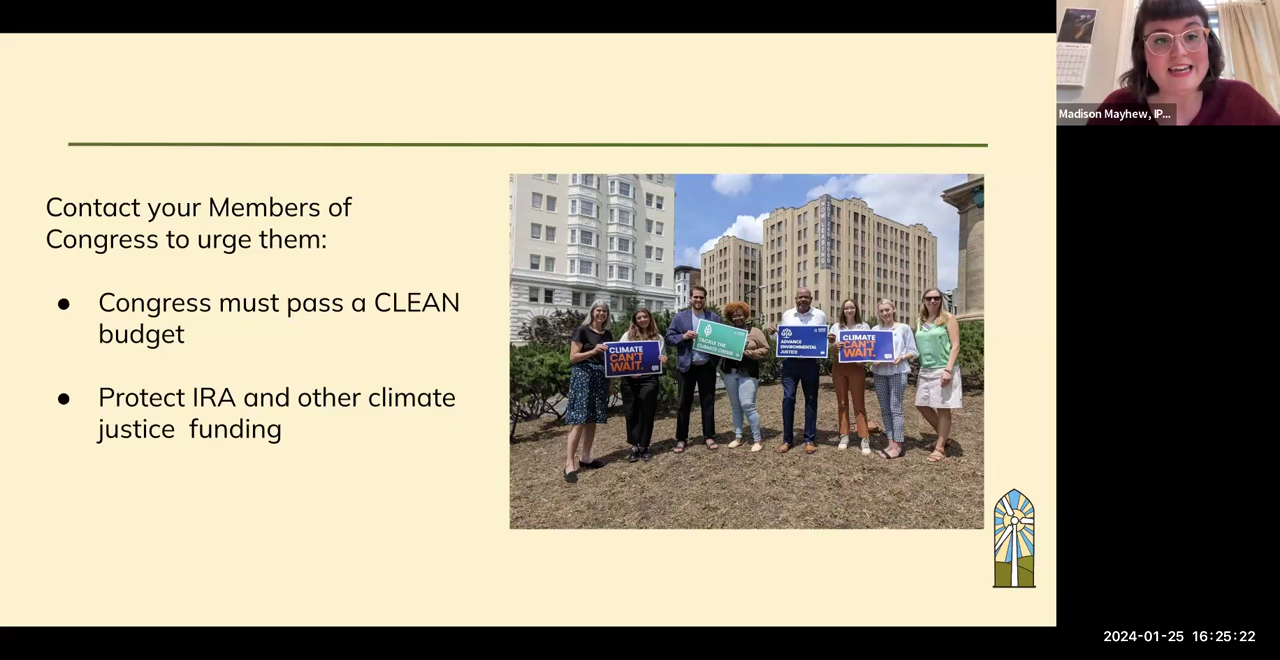 Contact your Members of
Congress to urge them:
● Congress must pass a CLEAN
budget
● Protect IRA and other climate
justice funding
CLIMATE
CAN'T
WAIT.
TACKLE THE
CLIMATE CRISIS
ADVANCE
ENVIRONMENTAL
JUSTICE
CLIMATE
CAN'T
WAIT.
Madison Mayhew, IP...
2024-01-25 16:25:22